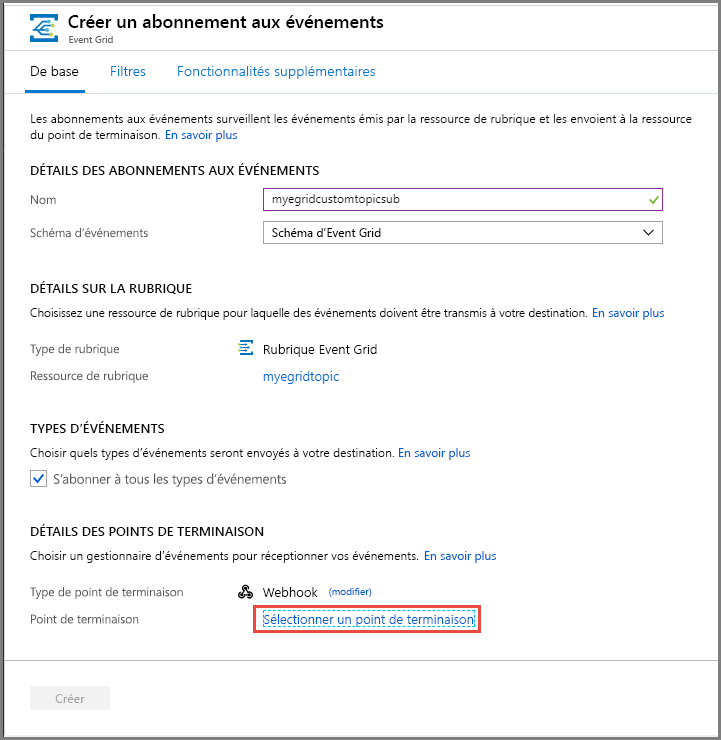 Créer un abonnement aux événements
Event Grid
De base Filtres Fonctionnalités supplémentaires
Les abonnements aux événements surveillent les événements émis par la ressource de rubrique et les envoient à la ressource
du point de terminaison. En savoir plus
DÉTAILS DES ABONNEMENTS AUX ÉVÉNEMENTS
Nom myegridcustomtopicsub
Schéma d’événements Schéma d’Event Grid
DÉTAILS SUR LA RUBRIQUE
Choisissez une ressource de rubrique pour laquelle des événements doivent être transmis à votre destination. En savoir plus
Type de rubrique Rubrique Event Grid
Ressource de rubrique myegridtopic
TYPES D’ÉVÉNEMENTS
Choisir quels types d’événements seront envoyés à votre destination. En savoir plus
S’abonner à tous les types d’événements
DÉTAILS DES POINTS DE TERMINAISON
Choisir un gestionnaire d’événements pour réceptionner vos événements. En savoir plus
Type de point de terminaison Webhook (modifier)
Point de terminaison Sélectionner un point de terminaison
Créer